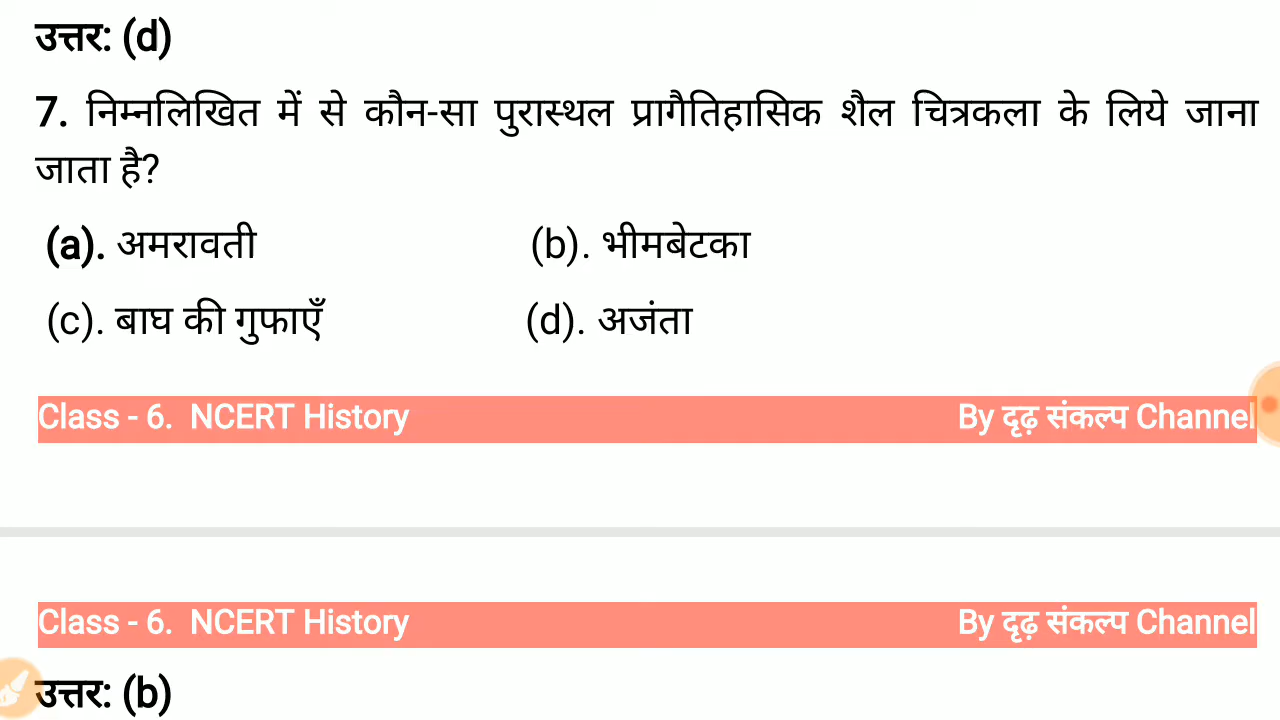 उत्तर: (d)
7. निम्नलिखित में से कौन-सा पुरास्थल प्रागैतिहासिक शैल चित्रकला के लिये जाना
जाता है?
(a). अमरावती (b). भीमबेटका
(c). बाघ की गुफाएँ (d). अजंता
Class - 6. NCERT History By दृढ़ संकल्प Channel
Class - 6. NCERT History By दृढ़ संकल्प Channel
उत्तर: (b)